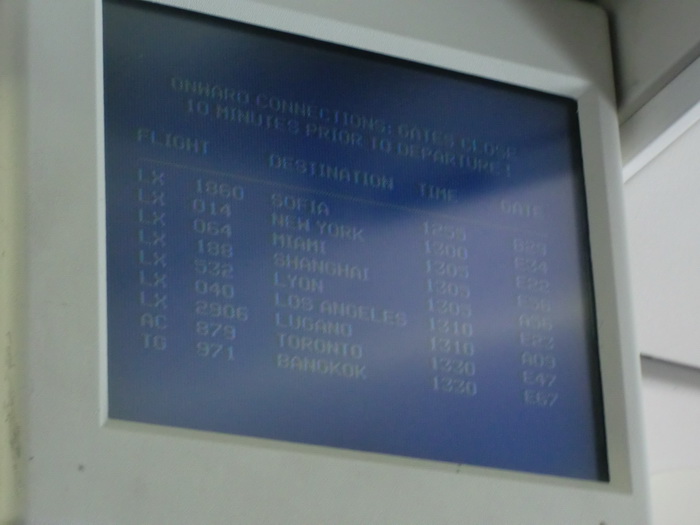 ONWARD CONNECTIONS: GATES CLOSE
10 MINUTES PRIOR TO DEPARTURE!
FLIGHT DESTINATION TIME GATE
LX 1860 SOFIA 1255 B29
LX 014 NEW YORK 1300 E34
LX 064 MIAMI 1305 E22
LX 188 SHANGHAI 1305 E56
LX 532 LYON 1305 A56
LX 040 LOS ANGELES 1310 E23
LX 2906 LUGANO 1310 A09
AC 879 TORONTO 1330 E47
TG 971 BANGKOK 1330 E67